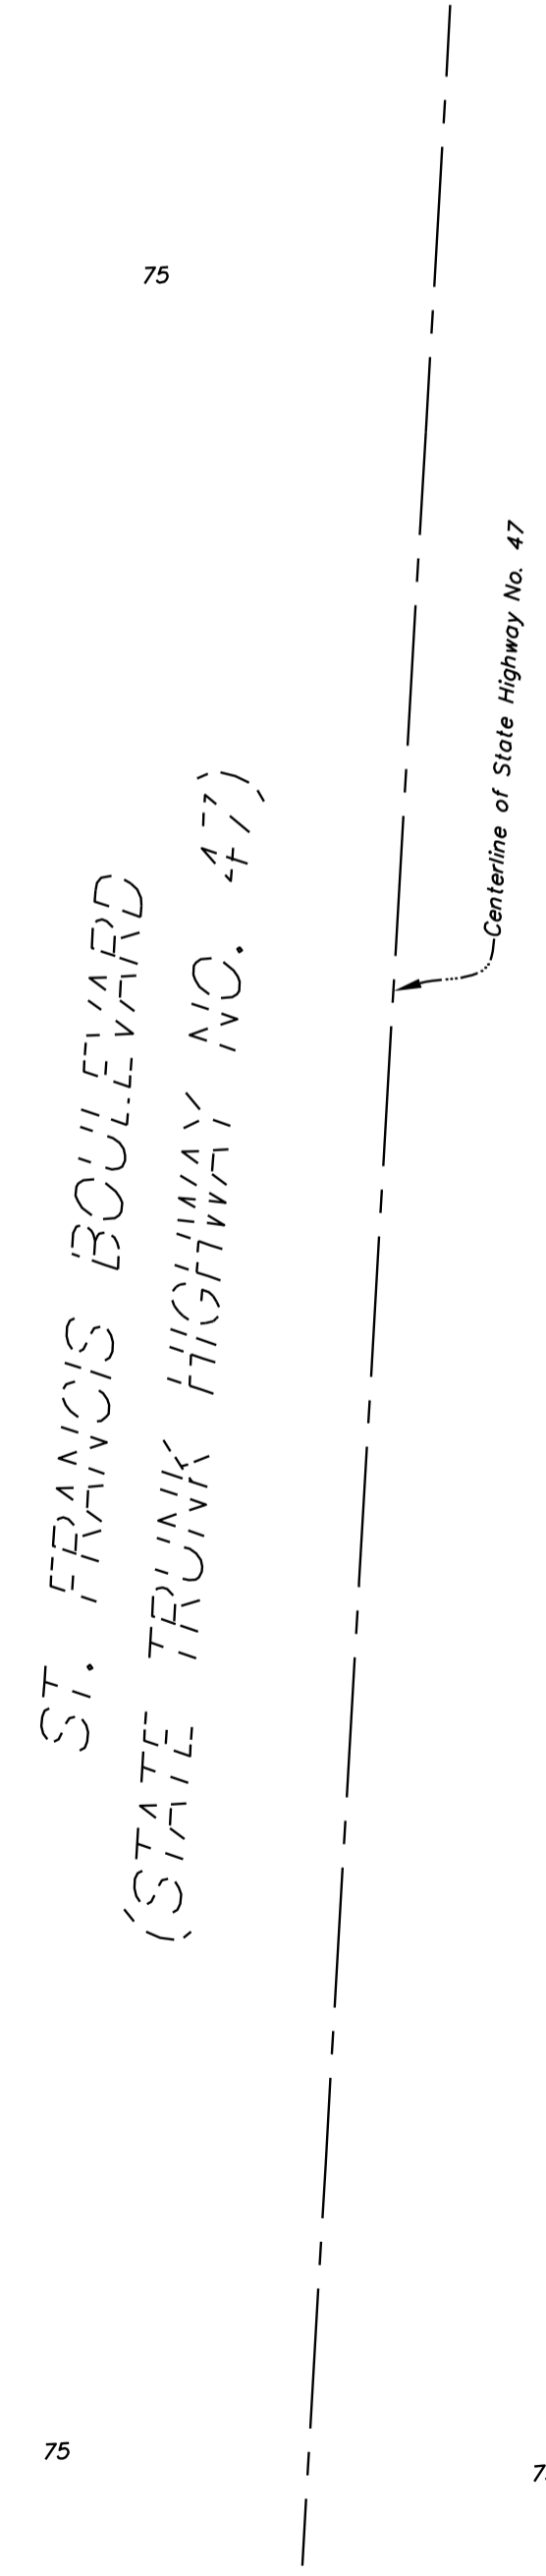 75
Centerline of State Highway No. 47
ST. FRANCIS BOULEVARD
(STATE TRUNK HIGHWAY NO. 47)
75